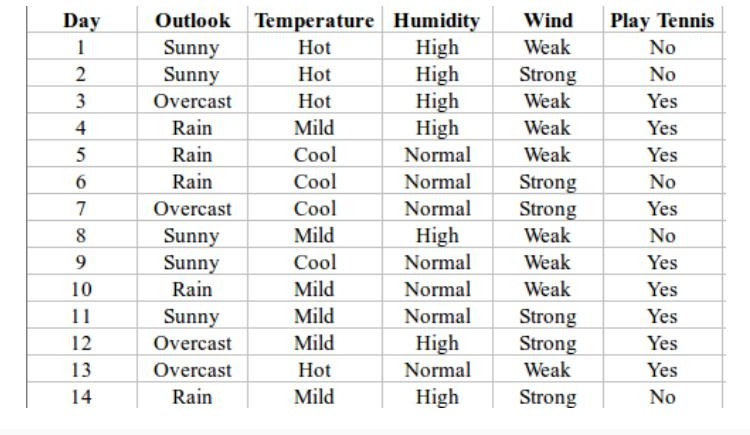 Day Outlook Temperature Humidity Wind Play Tennis
1 Sunny Hot High Weak No
2 Sunny Hot High Strong No
3 Overcast Hot High Weak Yes
4 Rain Mild High Weak Yes
5 Rain Cool Normal Weak Yes
6 Rain Cool Normal Strong No
7 Overcast Cool Normal Strong Yes
8 Sunny Mild High Weak No
9 Sunny Cool Normal Weak Yes
10 Rain Mild Normal Weak Yes
11 Sunny Mild Normal Strong Yes
12 Overcast Mild High Strong Yes
13 Overcast Hot Normal Weak Yes
14 Rain Mild High Strong No